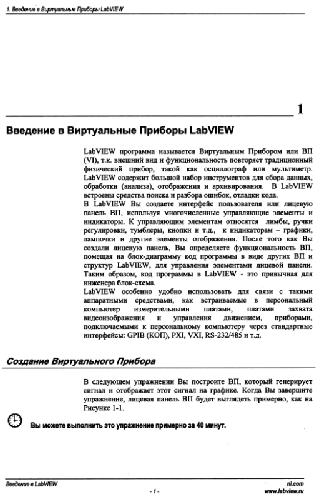 1. Введение в Виртуальные Приборы LabVIEW
1
Введение в Виртуальные Приборы LabVIEW
LabVIEW программа называется Виртуальным Прибором или ВП
(VI), т.к. внешний вид и функциональность повторяет традиционный
физический прибор, такой как осциллограф или мультиметр.
LabVIEW содержит большой набор инструментов для сбора данных,
обработки (анализа), отображения и архивирования. В LabVIEW
встроены средства поиска и разбора ошибок, отладки кода.
В LabVIEW Вы создаете интерфейс пользователя или лицевую
панель ВП, используя многочисленные управляющие элементы и
индикаторы. К управляющим элементам относятся лимбы, ручки
регулировки, тумблеры, кнопки и т.д., к индикаторам – графики,
лампочки и другие элементы отображения. После того как Вы
создали лицевую панель, Вы определяете функциональность ВП,
помещая на блок-диаграмму код программы в виде других ВП и
структур LabVIEW, для управления элементами лицевой панели.
Таким образом, код программы в LabVIEW - это привычная для
инженера блок-схема.
LabVIEW особенно удобно использовать для связи с такими
аппаратными средствами, как встраиваемые в персональный
компьютер измерительными платами, платами захвата
видеоизображения и управления движением, приборами,
подключаемыми к персональному компьютеру через стандартные
интерфейсы: GPIB (КОП), PXI, VXI, RS-232/485 и т.д.
Создание Виртуального Прибора
В следующем упражнении Вы построите ВП, который генерирует
сигнал и отображает этот сигнал на графике. Когда Вы завершите
упражнение, лицевая панель ВП будет выглядеть примерно, как на
Рисунке 1-1.
Вы можете выполнить это упражнение примерно за 40 минут.
Введение в LabVIEW
- 1 -
ni.com
www.labview.ru